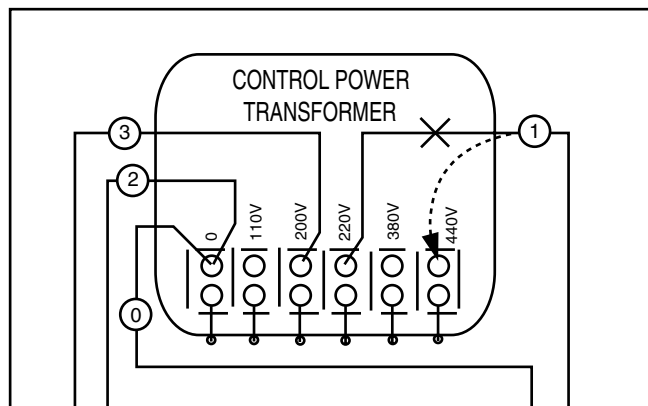 CONTROL POWER
TRANSFORMER
3
1
2
0
110V
200V
220V
380V
440V
0